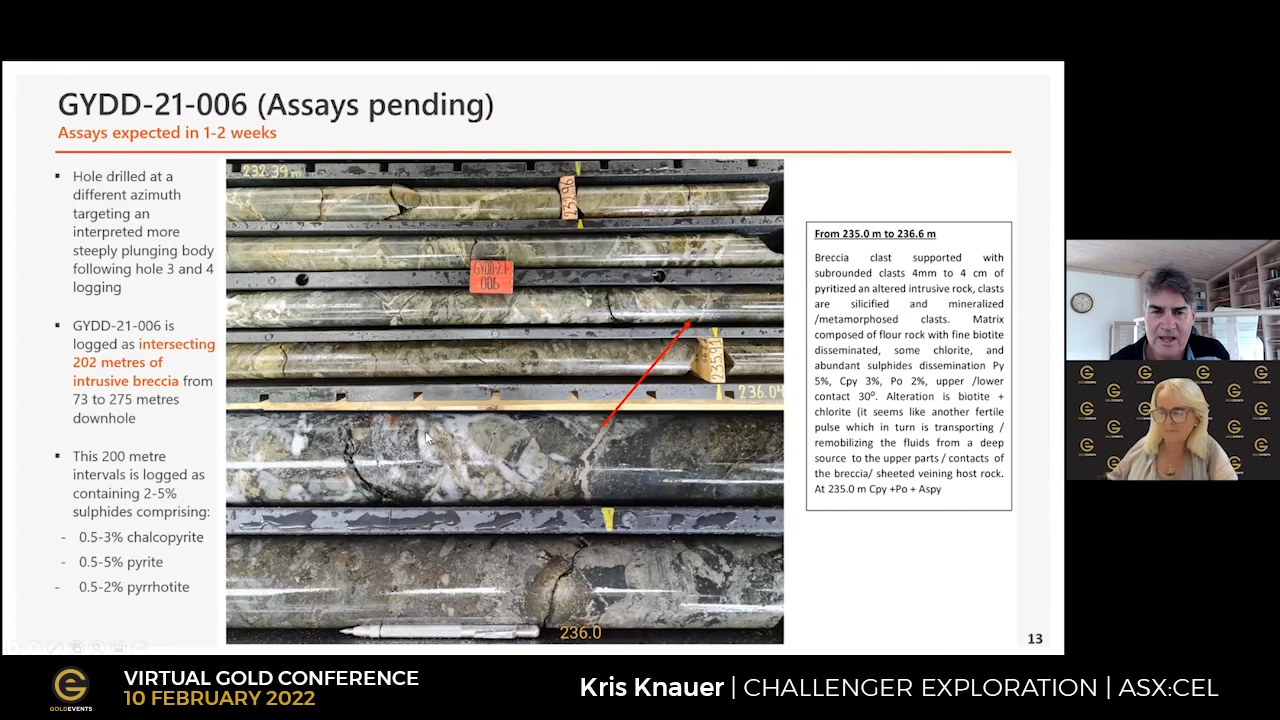 GYDD-21-006 (Assays pending)
Assays expected in 1-2 weeks
▪ Hole drilled at a
different azimuth
targeting an
interpreted more
steeply plunging body
following hole 3 and 4
logging
▪ GYDD-21-006 is
logged as intersecting
202 metres of
intrusive breccia from
73 to 275 metres
downhole
▪ This 200 metre
intervals is logged as
containing 2-5%
sulphides comprising:
- 0.5-3% chalcopyrite
- 0.5-5% pyrite
- 0.5-2% pyrrhotite
232.39m
232.96
GYDD-21
006
235.91
236.04
236.0
From 235.0 m to 236.6 m
Breccia clast supported with
subrounded clasts 4mm to 4 cm of
pyritized an altered intrusive rock, clasts
are silicified and mineralized
/metamorphosed clasts. Matrix
composed of flour rock with fine biotite
disseminated, some chlorite, and
abundant sulphides dissemination Py
5%, Cpy 3%, Po 2%, upper /lower
contact 30º. Alteration is biotite +
chlorite (it seems like another fertile
pulse which in turn is transporting /
remobilizing the fluids from a deep
source to the upper parts / contacts of
the breccia/ sheeted veining host rock.
At 235.0 m Cpy +Po + Aspy
13
GOLDEVENTS
VIRTUAL GOLD CONFERENCE
10 FEBRUARY 2022
Kris Knauer | CHALLENGER EXPLORATION | ASX:CEL